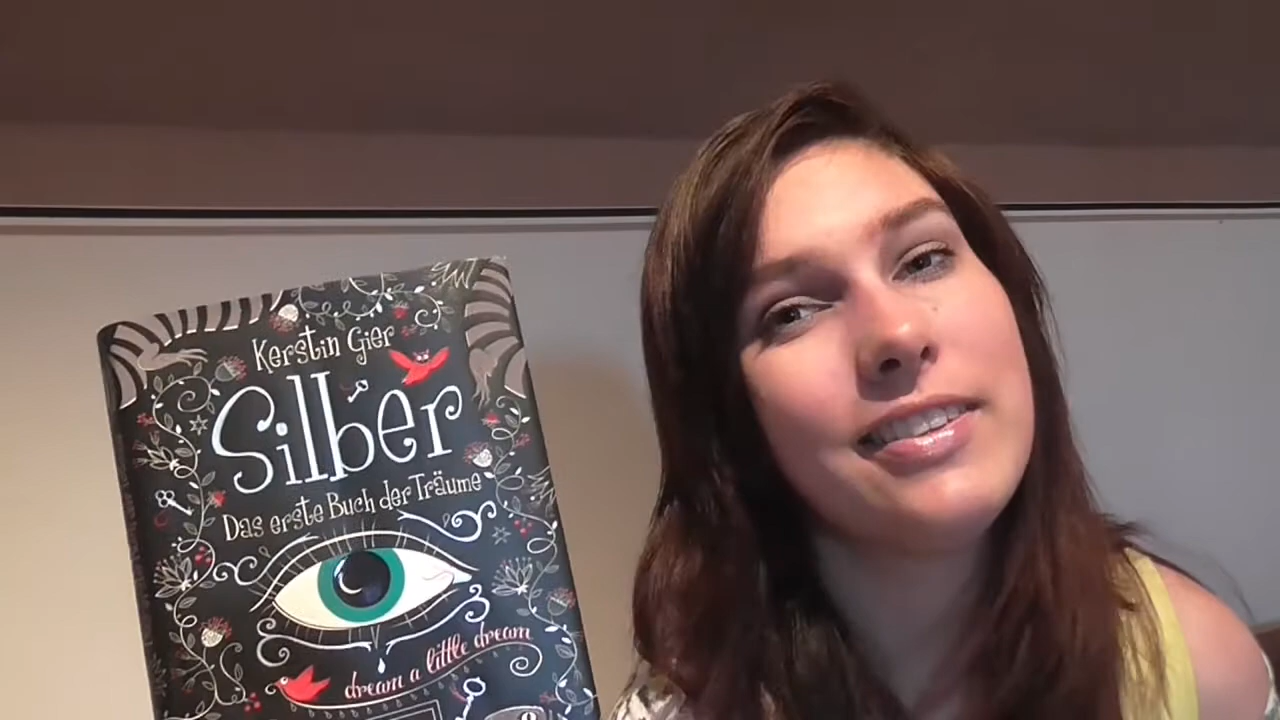 Kerstin Gier
Silber
Das erste Buch der Träume
dream a little dream